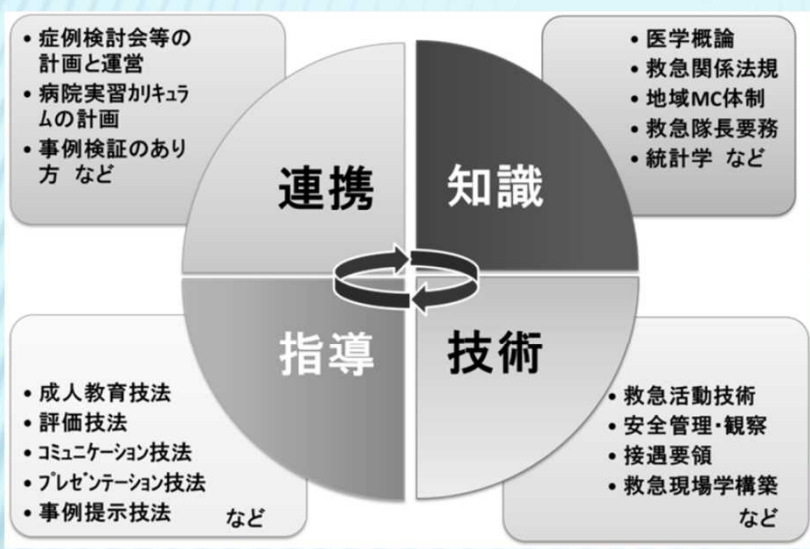 • 症例検討会等の
計画と運営
• 病院実習ｶﾘｷｭﾗ
ﾑの計画
• 事例検証のあり
方 など
• 医学概論
• 救急関係法規
• 地域MC体制
• 救急隊長要務
• 統計学 など
連携
知識
指導
技術
• 成人教育技法
• 評価技法
• ｺﾐｭﾆｹｰｼｮﾝ技法
• ﾌﾟﾚｾﾞﾝﾃｰｼｮﾝ技法
• 事例提示技法 など
• 救急活動技術
• 安全管理・観察
• 接遇要領
• 救急現場学構築
など